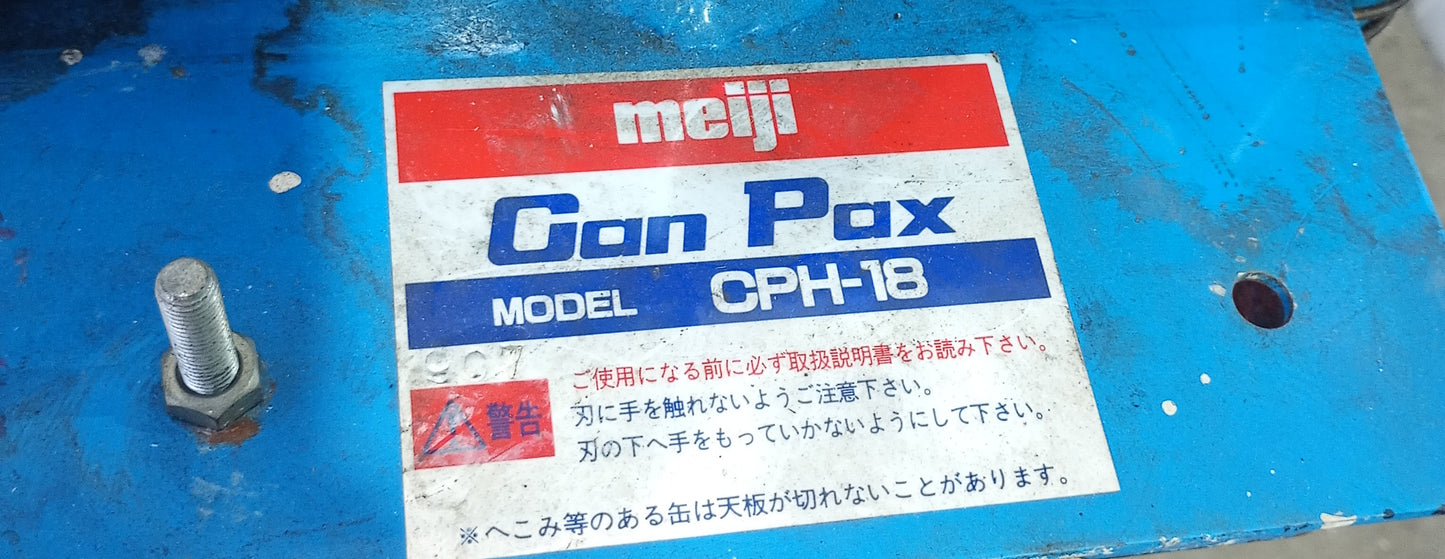 meiji
Can Pax
MODEL CPH-18
907
ご使用になる前に必ず取扱説明書をお読み下さい。
警告
刃に手を触れないようご注意下さい。
刃の下へ手をもっていかないようにして下さい。
※へこみ等のある缶は天板が切れないことがあります。